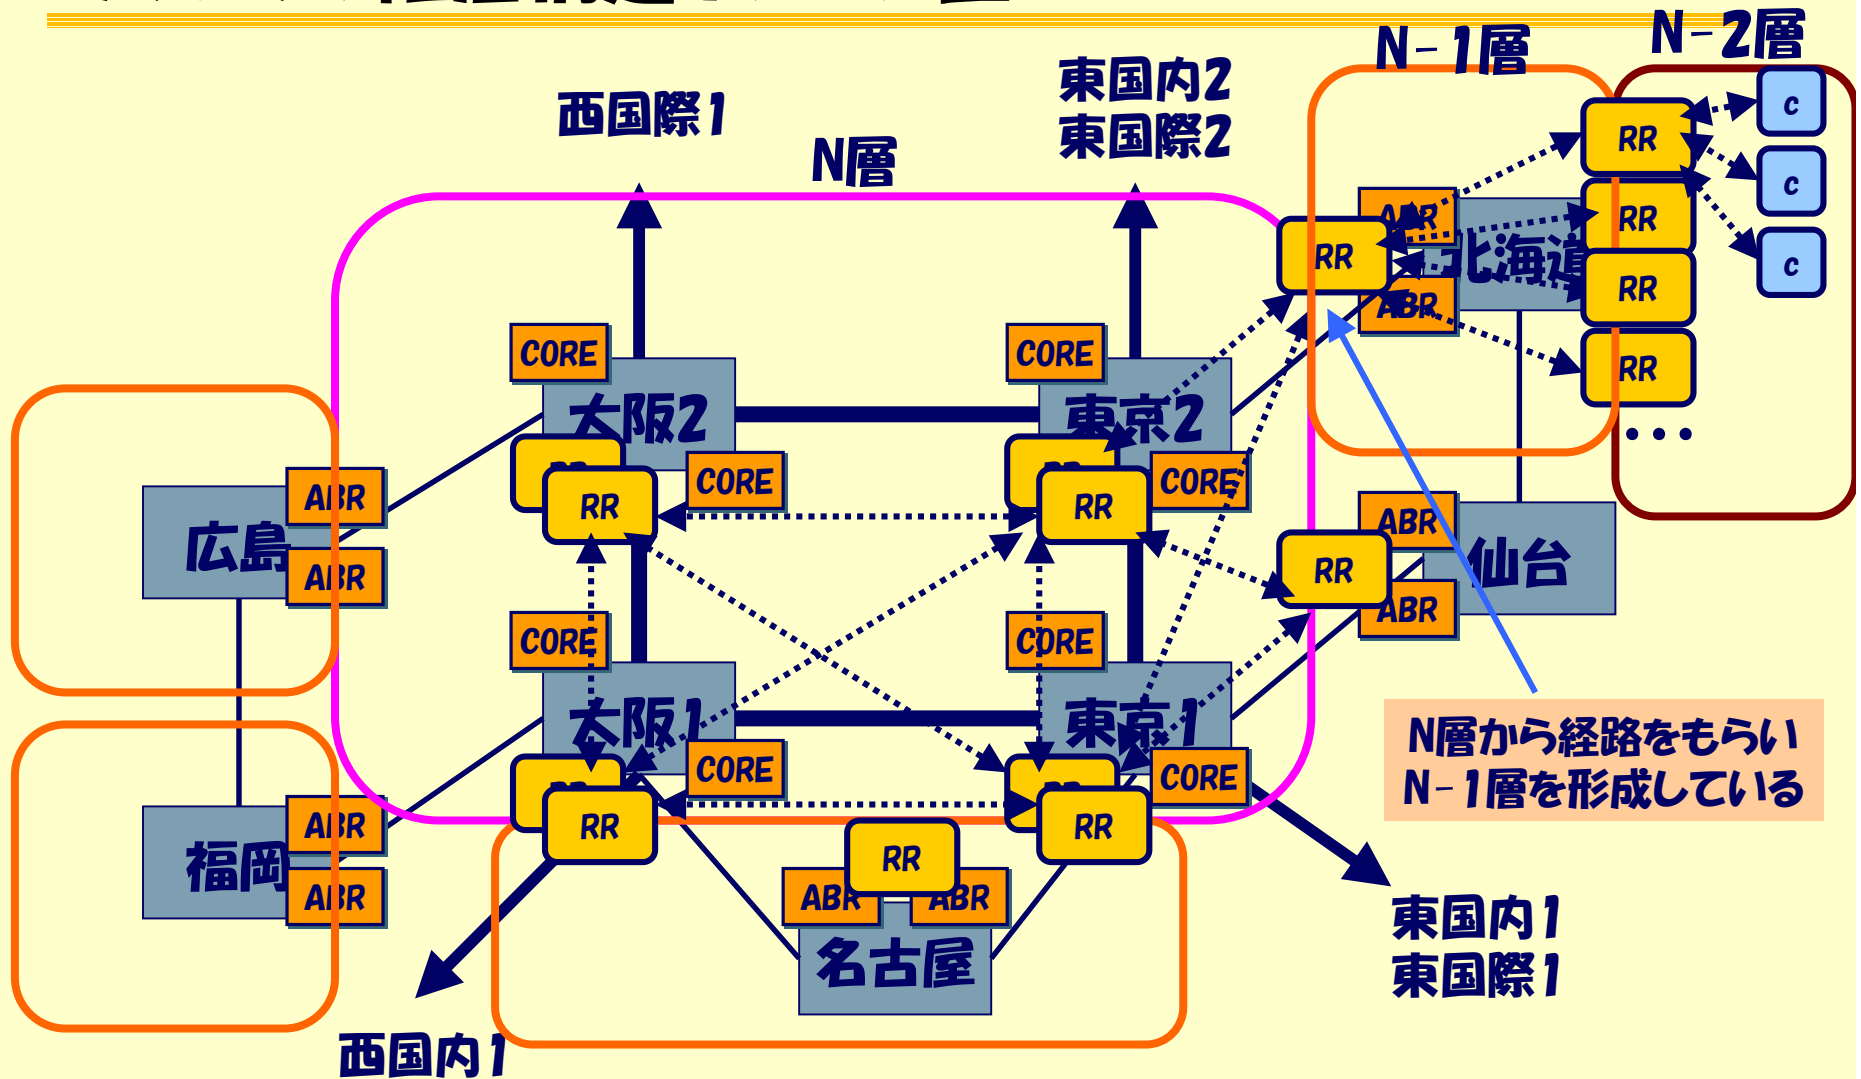 N-1層
N-2層
東国内2
東国際2
西国際1
N層
c
c
c
RR
RR
RR
RR
RR
ABR
ABR
北海道
・・・
CORE
大阪2
RR
CORE
CORE
東京2
RR
CORE
ABR
ABR
広島
ABR
RR
ABR
仙台
CORE
大阪1
RR
CORE
CORE
東京1
RR
CORE
N層から経路をもらい
N-1層を形成している
ABR
福岡
ABR
RR
ABR
ABR
名古屋
東国内1
東国際1
西国内1